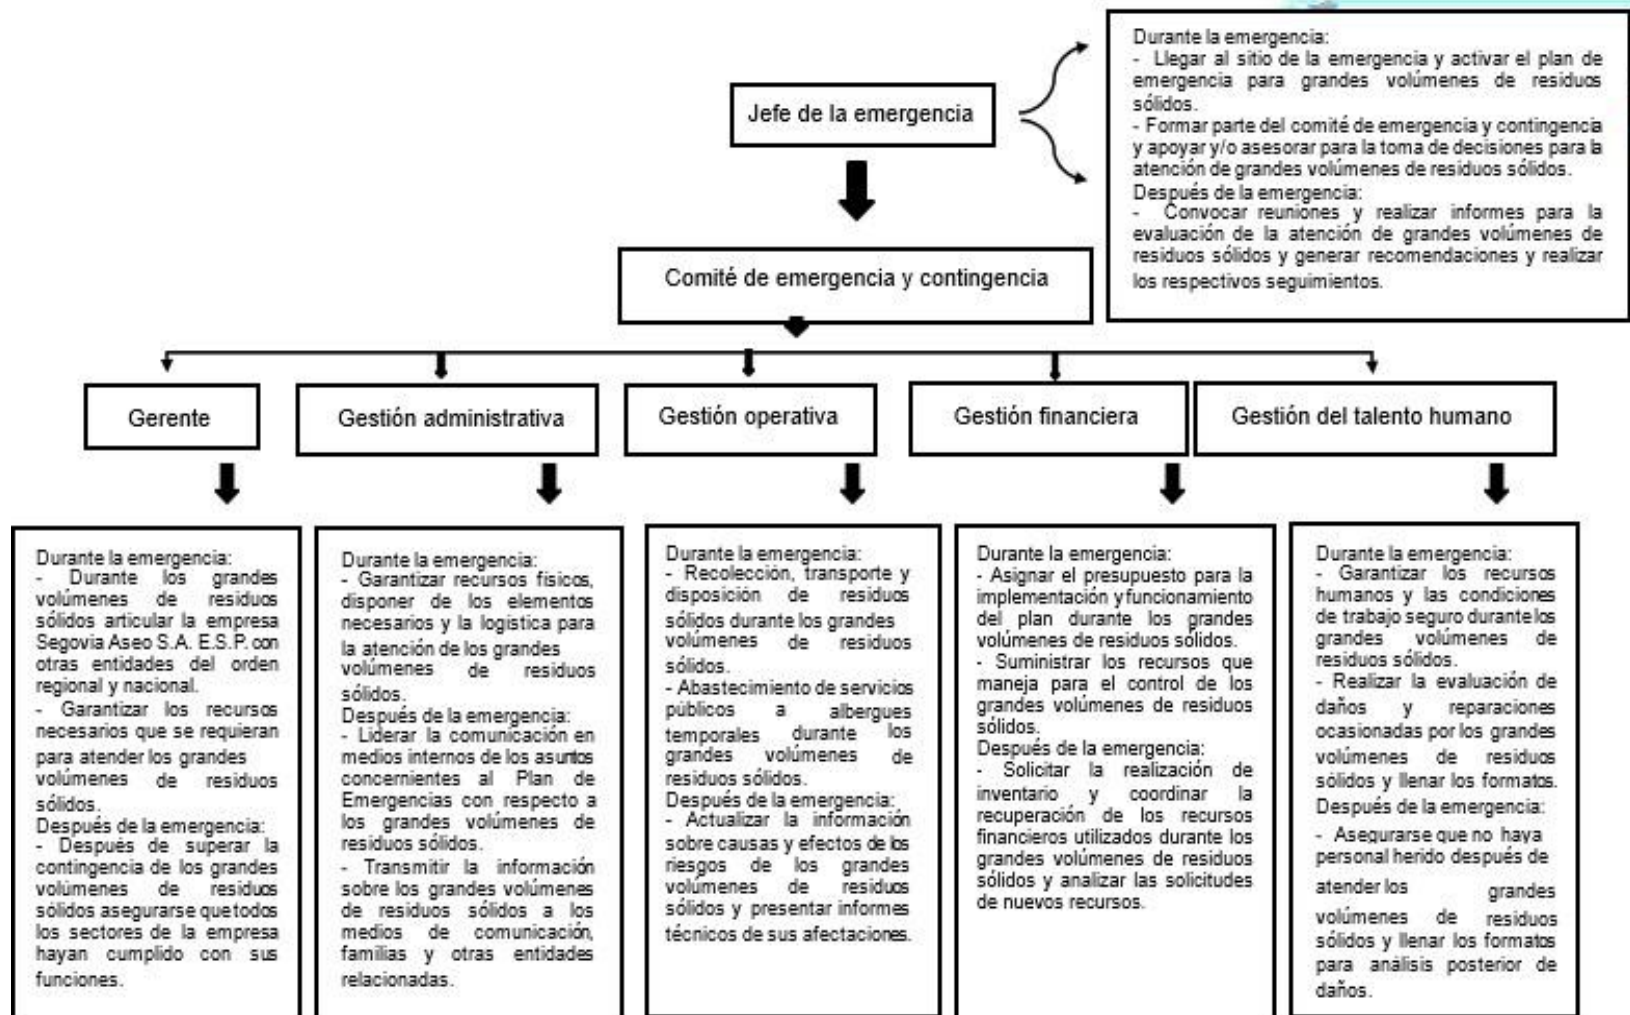 Jefe de la emergencia
Durante la emergencia:
- Llegar al sitio de la emergencia y activar el plan de
emergencia para grandes volúmenes de residuos
sólidos.
- Formar parte del comité de emergencia y contingencia
y apoyar y/o asesorar para la toma de decisiones para la
atención de grandes volúmenes de residuos sólidos.
Después de la emergencia:
- Convocar reuniones y realizar informes para la
evaluación de la atención de grandes volúmenes de
residuos sólidos y generar recomendaciones y realizar
los respectivos seguimientos.
Comité de emergencia y contingencia
Gerente
Gestión administrativa
Gestión operativa
Gestión financiera
Gestión del talento humano
Durante la emergencia:
- Durante los grandes
volúmenes de residuos
sólidos articular la empresa
Segovia Aseo S.A. E.S.P. con
otras entidades del orden
regional y nacional.
- Garantizar los recursos
necesarios que se requieran
para atender los grandes
volúmenes de residuos
sólidos.
Después de la emergencia:
- Después de superar la
contingencia de los grandes
volúmenes de residuos
sólidos asegurarse que todos
los sectores de la empresa
hayan cumplido con sus
funciones.
Durante la emergencia:
- Garantizar recursos físicos,
disponer de los elementos
necesarios y la logística para
la atención de los grandes
volúmenes de residuos
sólidos.
Después de la emergencia:
- Liderar la comunicación en
medios internos de los asuntos
concernientes al Plan de
Emergencias con respecto a
los grandes volúmenes de
residuos sólidos.
- Transmitir la información
sobre los grandes volúmenes
de residuos sólidos a los
medios de comunicación,
familias y otras entidades
relacionadas.
Durante la emergencia:
- Recolección, transporte y
disposición de residuos
sólidos durante los grandes
volúmenes de residuos
sólidos.
- Abastecimiento de servicios
públicos a albergues
temporales durante los
grandes volúmenes de
residuos sólidos.
Después de la emergencia:
- Actualizar la información
sobre causas y efectos de los
riesgos de los grandes
volúmenes de residuos
sólidos y presentar informes
técnicos de sus afectaciones.
Durante la emergencia:
- Asignar el presupuesto para la
implementación y funcionamiento
del plan durante los grandes
volúmenes de residuos sólidos.
- Suministrar los recursos que
maneja para el control de los
grandes volúmenes de residuos
sólidos.
Después de la emergencia:
- Solicitar la realización de
inventario y coordinar la
recuperación de los recursos
financieros utilizados durante los
grandes volúmenes de residuos
sólidos y analizar las solicitudes
de nuevos recursos.
Durante la emergencia:
- Garantizar los recursos
humanos y las condiciones
de trabajo seguro durante los
grandes volúmenes de
residuos sólidos.
- Realizar la evaluación de
daños y reparaciones
ocasionadas por los grandes
volúmenes de residuos
sólidos y llenar los formatos.
Después de la emergencia:
- Asegurarse que no haya
personal herido después de
atender los grandes
volúmenes de residuos
sólidos y llenar los formatos
para análisis posterior de
daños.